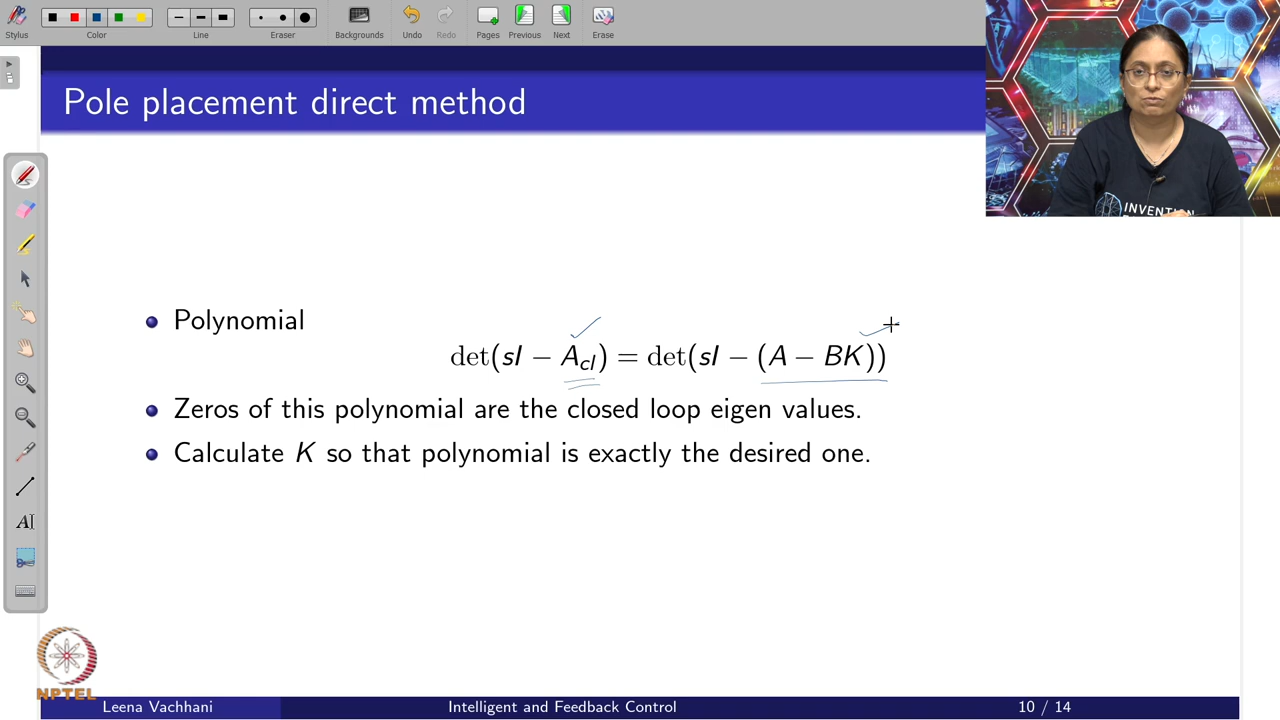 Stylus Color Line Eraser Backgrounds Undo Redo Pages Previous Next Erase
Pole placement direct method
INVENTION
Polynomial
det(sI − A_cl) = det(sI − (A − BK))
Zeros of this polynomial are the closed loop eigen values.
Calculate K so that polynomial is exactly the desired one.
NPTEL
Leena Vachhani Intelligent and Feedback Control 10 / 14